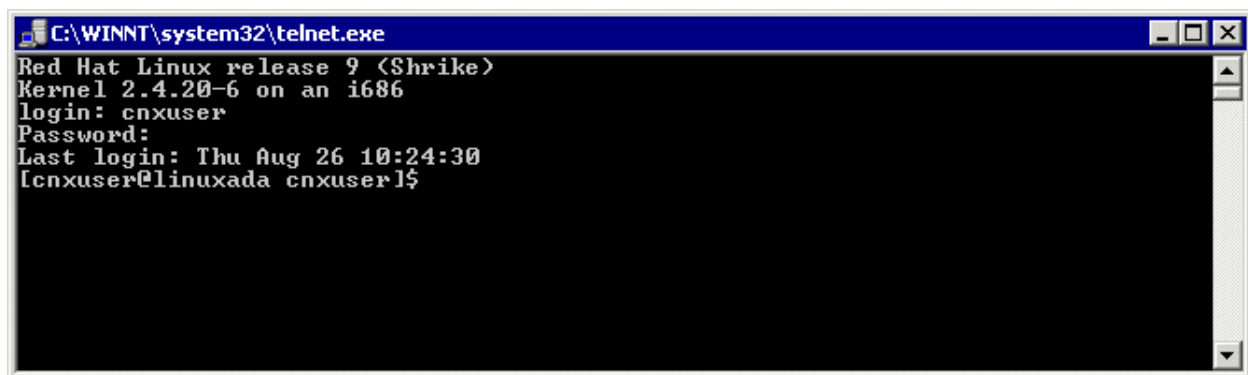 C:\WINNT\system32\telnet.exe
Red Hat Linux release 9 (Shrike)
Kernel 2.4.20-6 on an i686
login: cnxuser
Password:
Last login: Thu Aug 26 10:24:30
[cnxuser@linuxada cnxuser]$